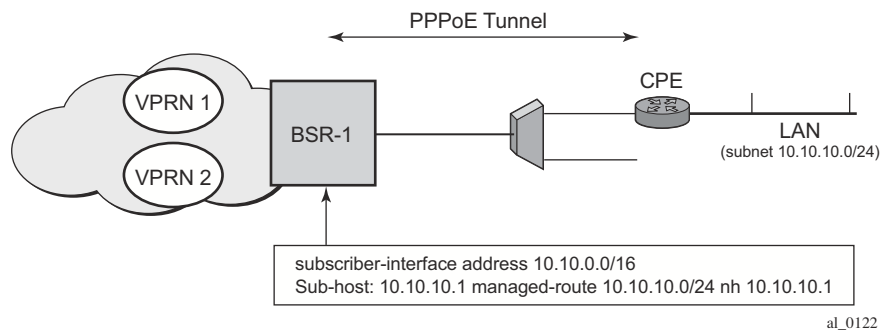 PPPoE Tunnel
CPE
VPRN 1
BSR-1
LAN
(subnet 10.10.10.0/24)
VPRN 2
subscriber-interface address 10.10.0.0/16
Sub-host: 10.10.10.1 managed-route 10.10.10.0/24 nh 10.10.10.1
al_0122